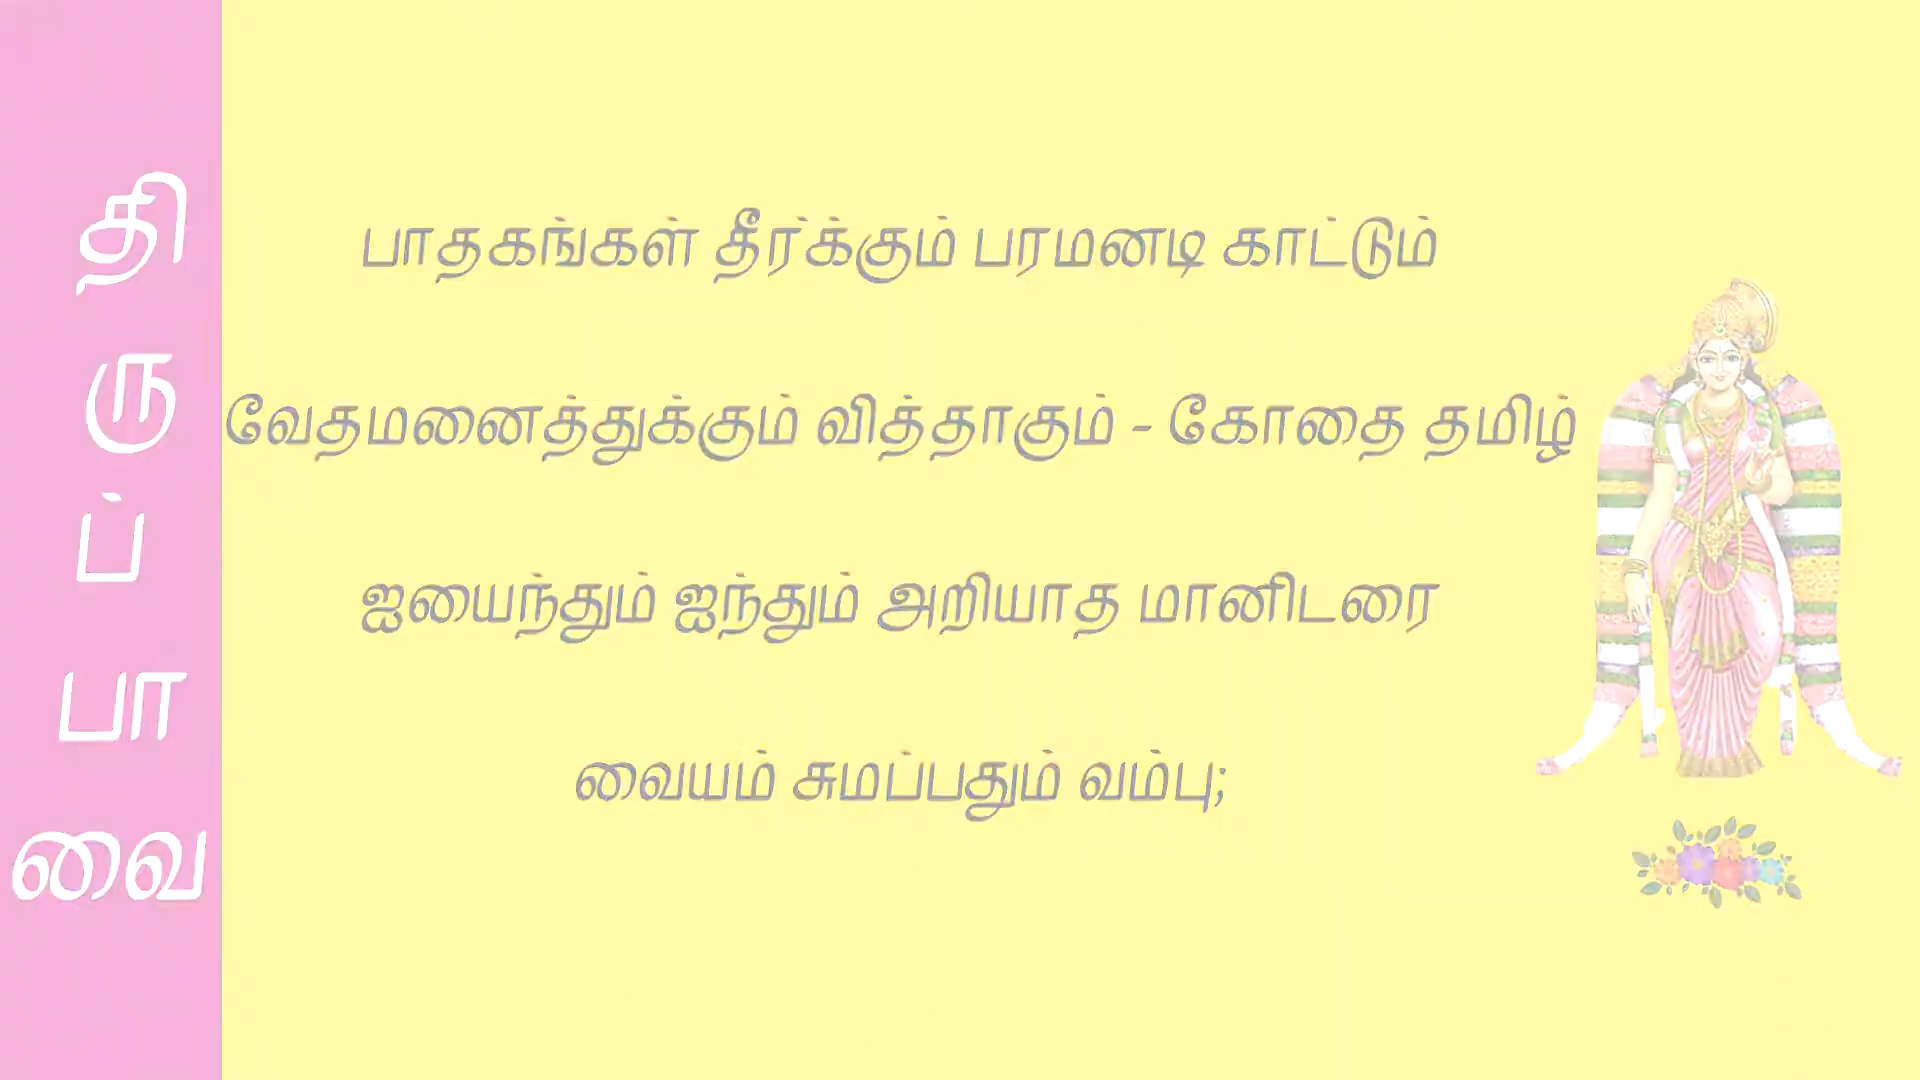 திருப்பாவை
பாதகங்கள் தீர்க்கும் பரமனடி காட்டும்
வேதமனைத்துக்கும் வித்தாகும் - கோதை தமிழ்
ஐயைந்தும் ஐந்தும் அறியாத மானிடரை
வையம் சுமப்பதும் வம்பு;